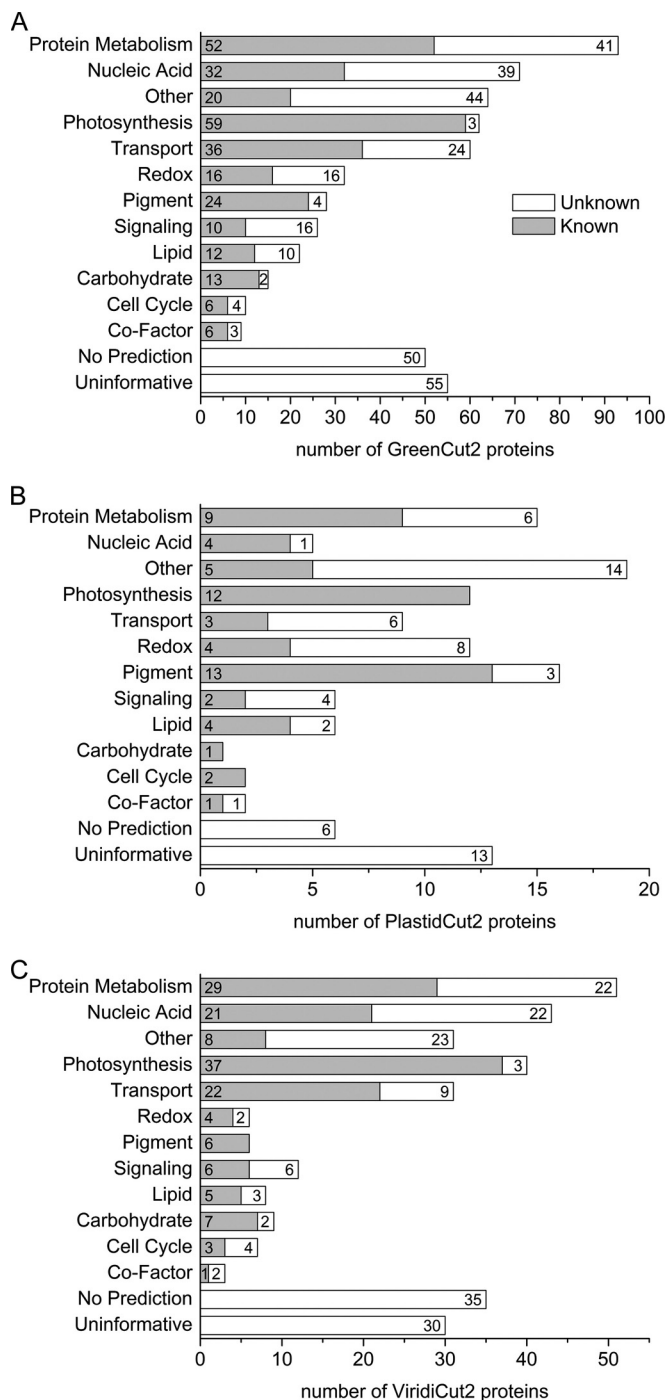 A
Protein Metabolism 52 41
Nucleic Acid 32 39
Other 20 44
Photosynthesis 59 3
Transport 36 24
Redox 16 16
Pigment 24 4
Signaling 10 16
Lipid 12 10
Carbohydrate 13 2
Cell Cycle 6 4
Co-Factor 6 3
No Prediction 50
Uninformative 55
Unknown
Known
0 10 20 30 40 50 60 70 80 90 100
number of GreenCut2 proteins
B
Protein Metabolism 9 6
Nucleic Acid 4 1
Other 5 14
Photosynthesis 12
Transport 3 6
Redox 4 8
Pigment 13 3
Signaling 2 4
Lipid 4 2
Carbohydrate 1
Cell Cycle 2
Co-Factor 1 1
No Prediction 6
Uninformative 13
0 5 10 15 20
number of PlastidCut2 proteins
C
Protein Metabolism 29 22
Nucleic Acid 21 22
Other 8 23
Photosynthesis 37 3
Transport 22 9
Redox 4 2
Pigment 6
Signaling 6 6
Lipid 5 3
Carbohydrate 7 2
Cell Cycle 3 4
Co-Factor 1 2
No Prediction 35
Uninformative 30
0 10 20 30 40 50
number of ViridiCut2 proteins